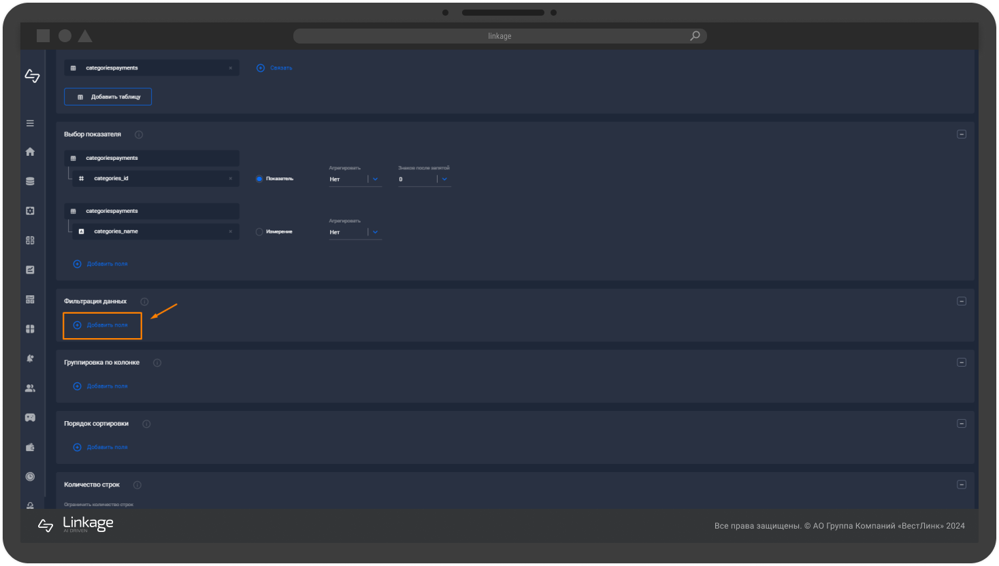 linkage
categoriespayments
Связать
Добавить таблицу
Выбор показателя
categoriespayments
categories_id
Показатель
Агрегировать
Нет
Знаков после запятой
0
categoriespayments
categories_name
Измерение
Агрегировать
Нет
Добавить поля
Фильтрация данных
Добавить поля
Группировка по колонке
Добавить поля
Порядок сортировки
Добавить поля
Количество строк
Ограничить количество строк
Linkage
AI DRIVEN
Все права защищены. © АО Группа Компаний «ВестЛинк» 2024